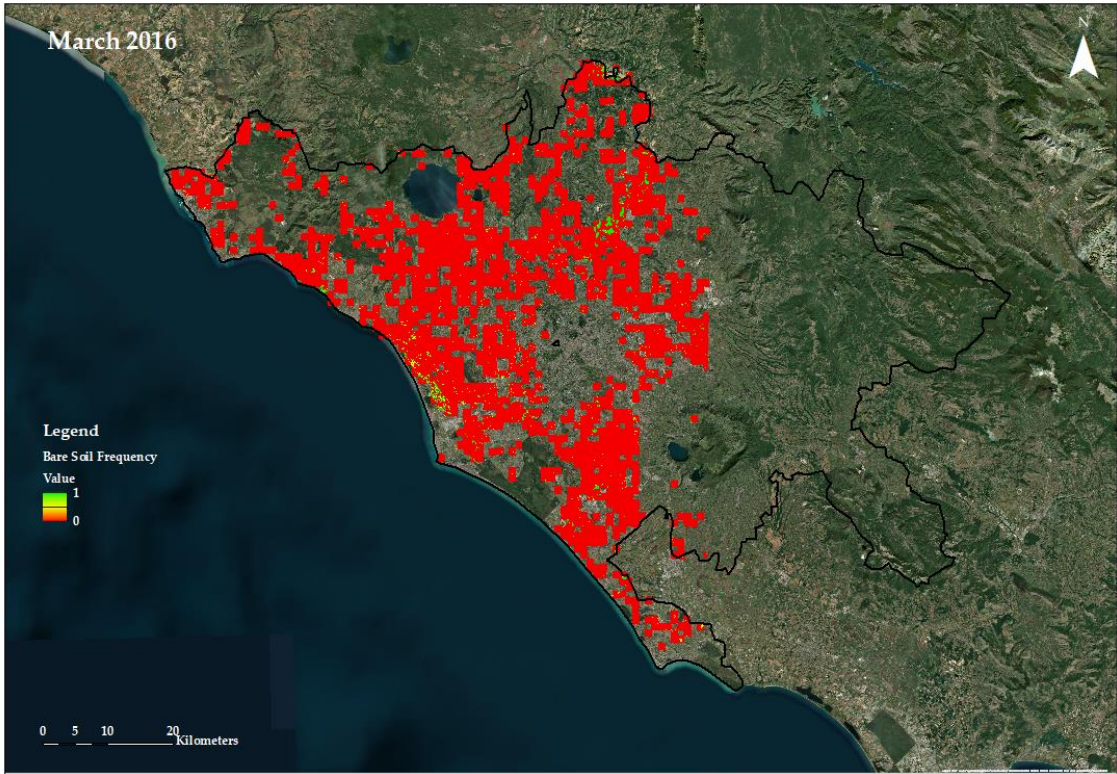 March 2016
N
Legend
Bare Soil Frequency
Value
1
0
0 5 10 20
Kilometers